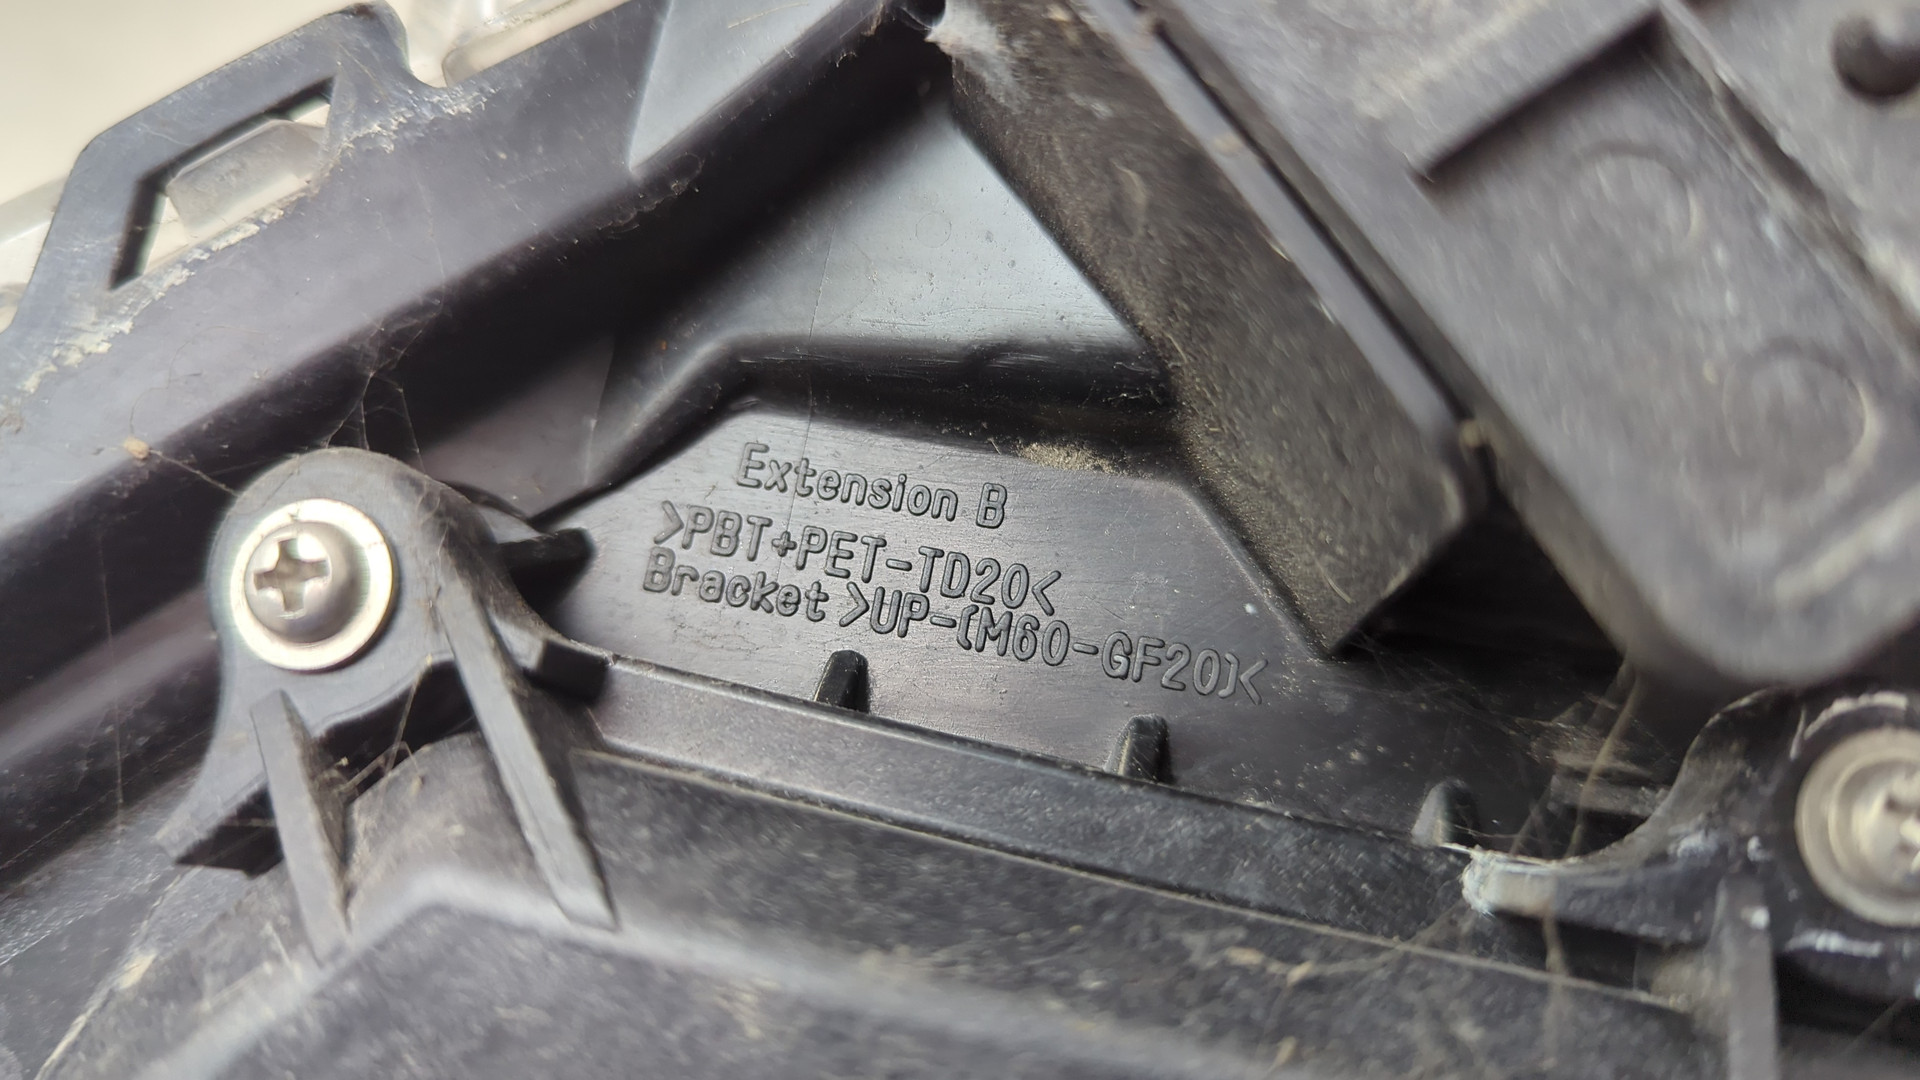 Extension B
>PBT+PET-TD20<
Bracket >UP-(M60-GF20)<